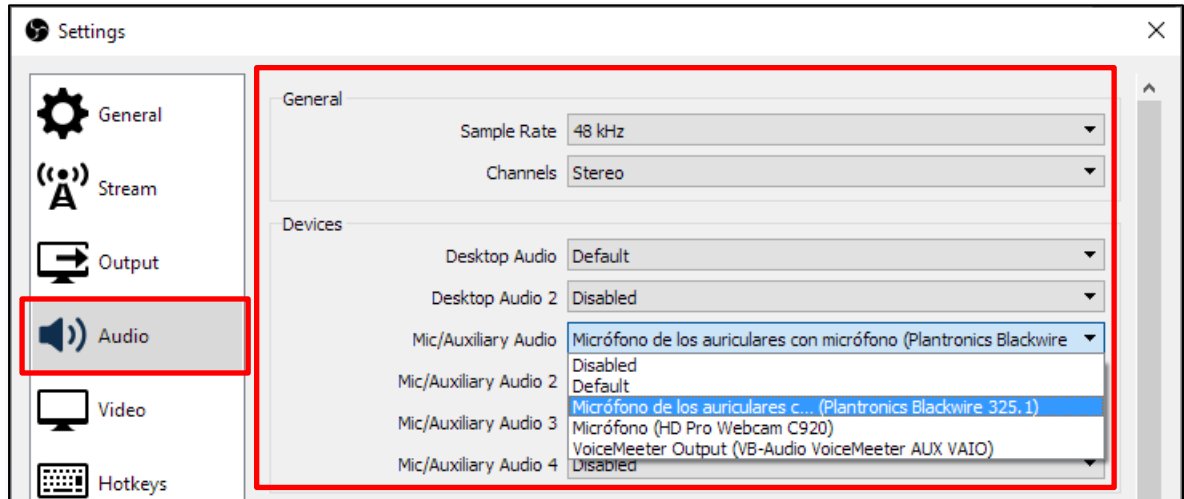 Settings
General
Stream
Output
Audio
Video
Hotkeys
General
Sample Rate 48 kHz
Channels Stereo
Devices
Desktop Audio Default
Desktop Audio 2 Disabled
Mic/Auxiliary Audio Micrófono de los auriculares con micrófono (Plantronics Blackwire
Disabled
Mic/Auxiliary Audio 2 Default
Micrófono de los auriculares c... (Plantronics Blackwire 325.1)
Mic/Auxiliary Audio 3 Micrófono (HD Pro Webcam C920)
VoiceMeeter Output (VB-Audio VoiceMeeter AUX VAIO)
Mic/Auxiliary Audio 4 Disabled